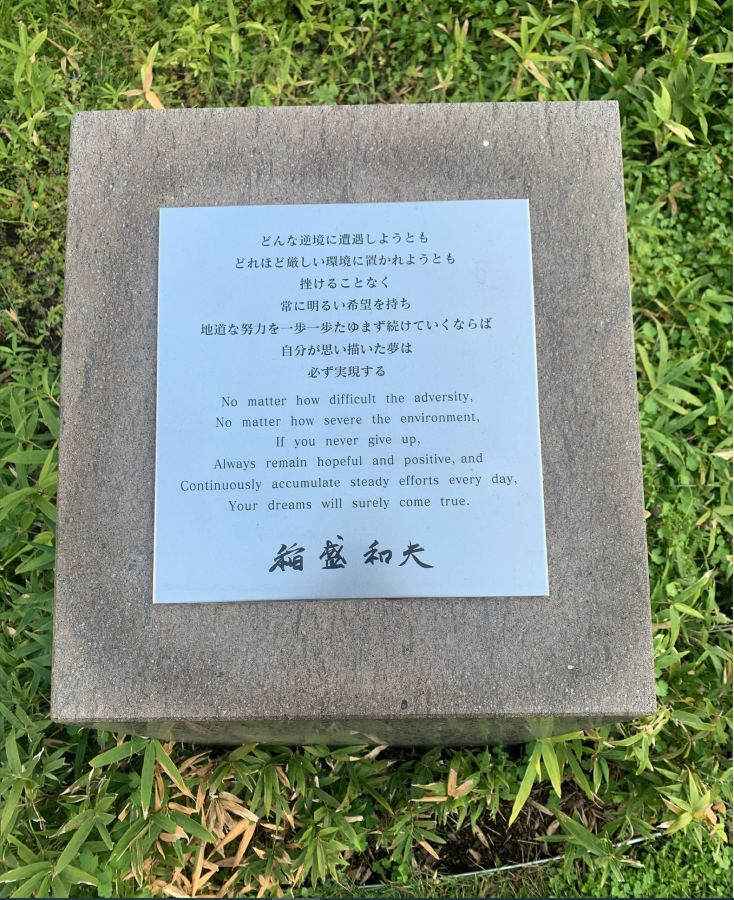 どんな逆境に遭遇しようとも
どれほど厳しい環境に置かれようとも
挫けることなく
常に明るい希望を持ち
地道な努力を一歩一歩たゆまず続けていくならば
自分が思い描いた夢は
必ず実現する
No matter how difficult the adversity,
No matter how severe the environment,
If you never give up,
Always remain hopeful and positive, and
Continuously accumulate steady efforts every day,
Your dreams will surely come true.
稲盛和夫